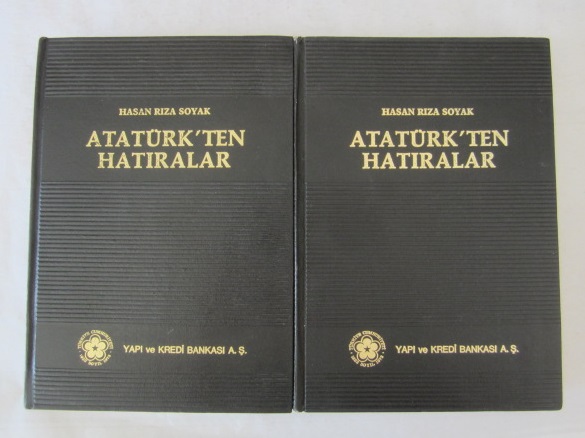 HASAN RIZA SOYAK
ATATÜRK'TEN
HATIRALAR
YAPI ve KREDİ BANKASI A. Ş.
HASAN RIZA SOYAK
ATATÜRK'TEN
HATIRALAR
YAPI ve KREDİ BANKASI A. Ş.